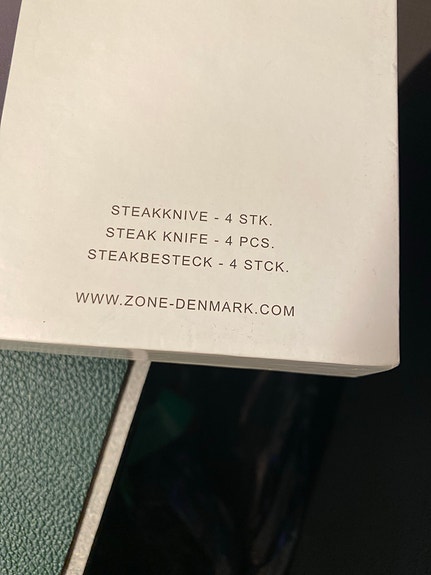 STEAKKNIVE - 4 STK.
STEAK KNIFE - 4 PCS.
STEAKBESTECK - 4 STCK.
WWW.ZONE-DENMARK.COM